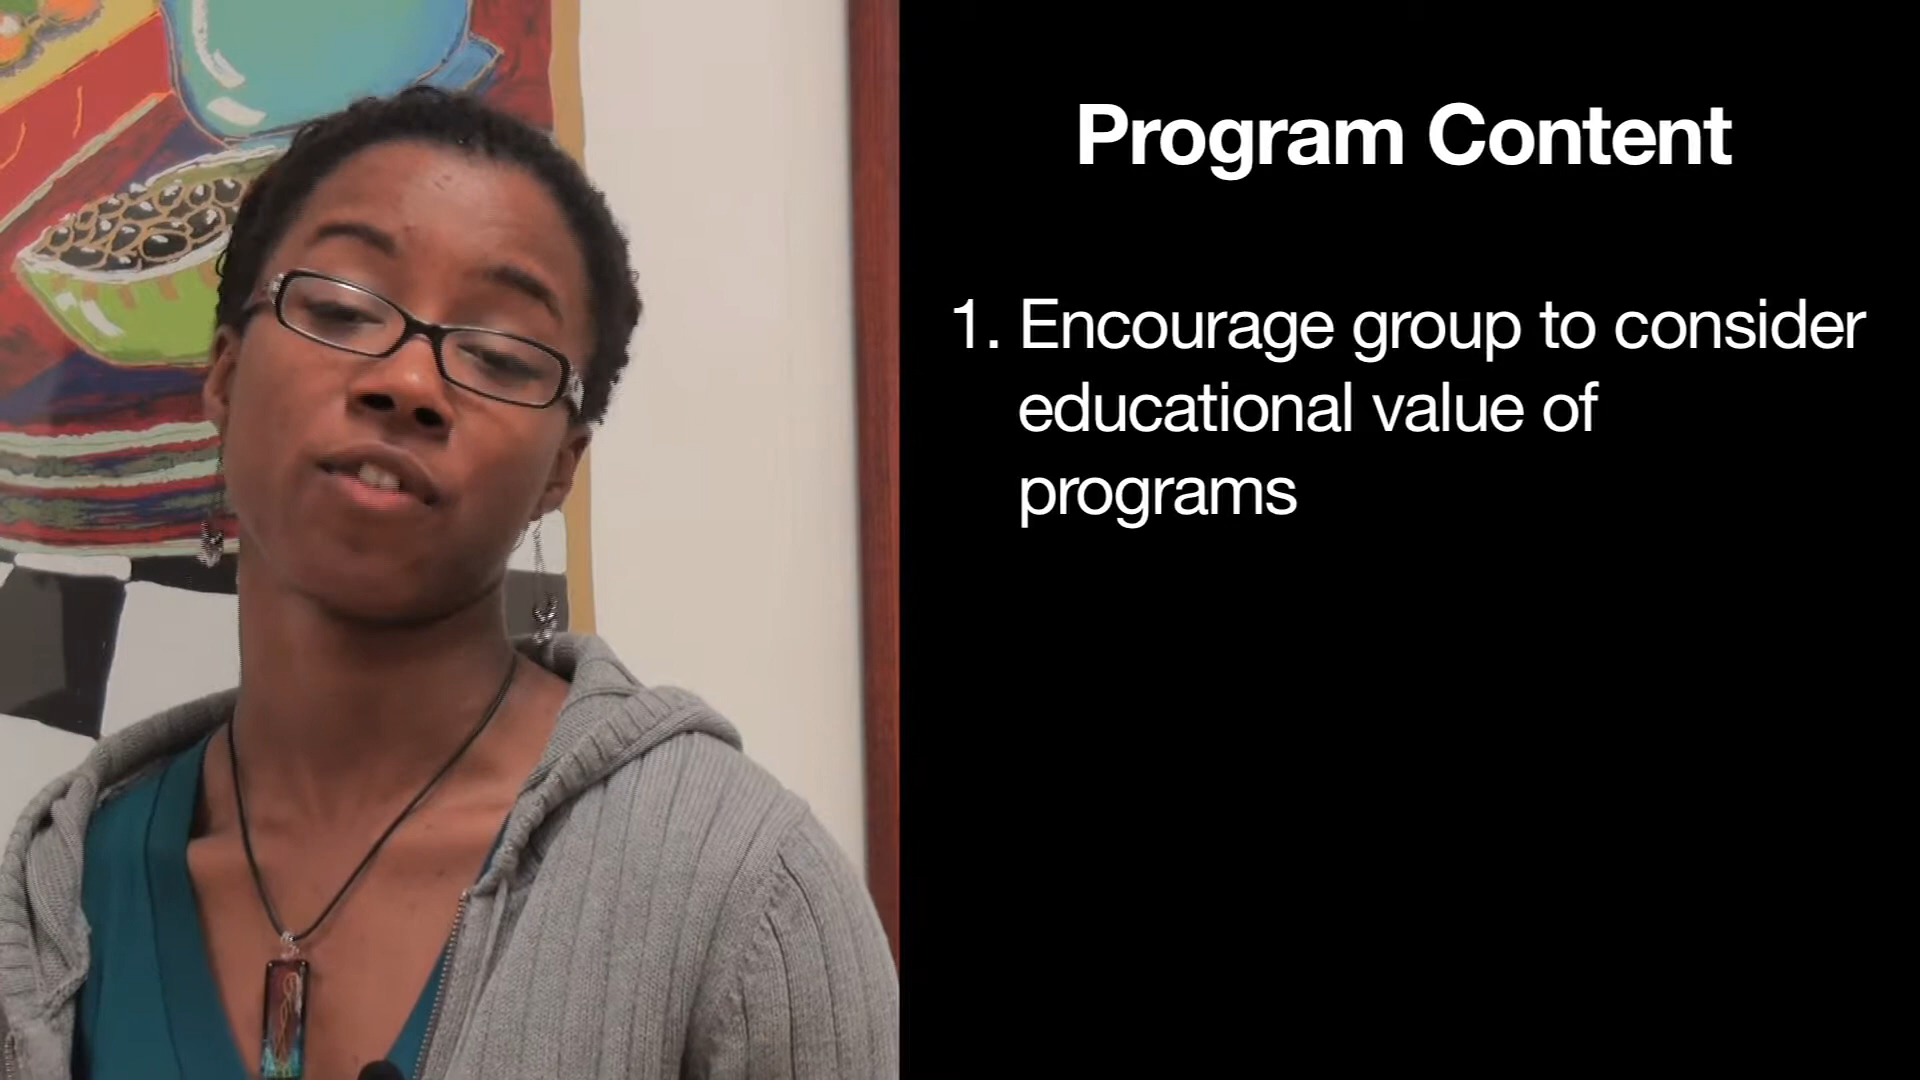 Program Content
1. Encourage group to consider
educational value of
programs